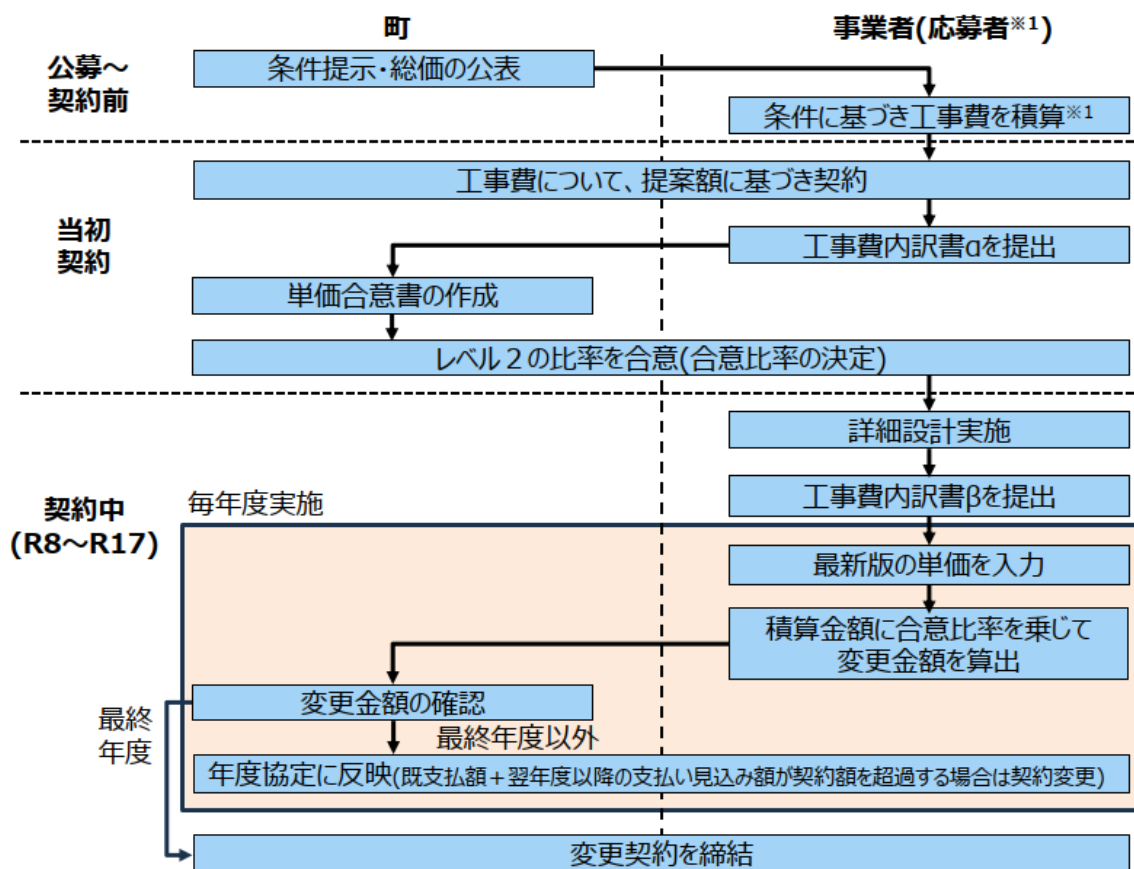 町
事業者(応募者※1)
公募～
契約前
条件提示・総価の公表
条件に基づき工事費を積算※1
工事費について、提案額に基づき契約
当初
契約
工事費内訳書αを提出
単価合意書の作成
レベル２の比率を合意(合意比率の決定)
詳細設計実施
契約中
(R8～R17)
毎年度実施
工事費内訳書βを提出
最新版の単価を入力
積算金額に合意比率を乗じて
変更金額を算出
変更金額の確認
最終
年度
最終年度以外
年度協定に反映(既支払額＋翌年度以降の支払い見込み額が契約額を超過する場合は契約変更)
変更契約を締結